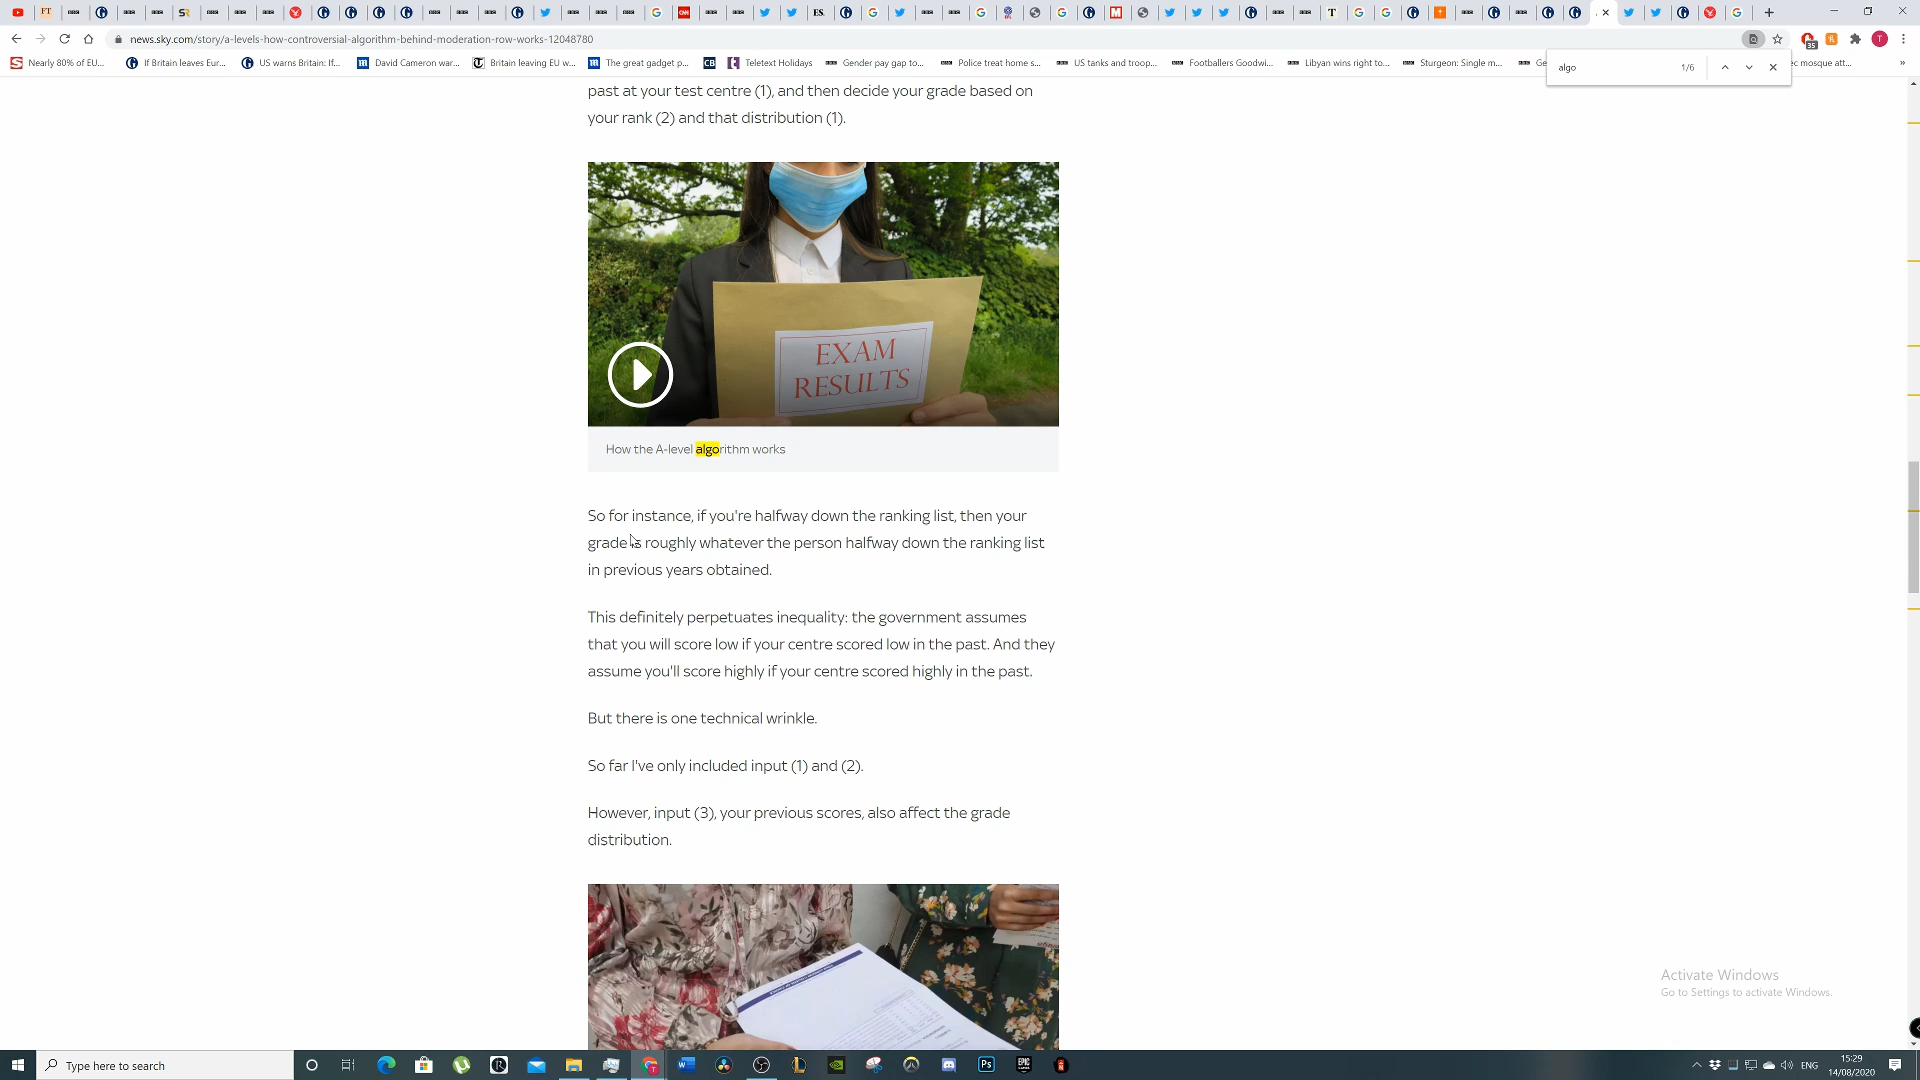 news.sky.com/story/a-levels-how-controversial-algorithm-behind-moderation-row-works-12048780
Nearly 80% of EU...
If Britain leaves Eur...
US warns Britain: If...
David Cameron war...
Britain leaving EU w...
The great gadget p...
Teletext Holidays
Gender pay gap to...
Police treat home s...
US tanks and troop...
Footballers Goodwi...
Libyan wins right to...
Sturgeon: Single m...
ec mosque att...
algo
1/6
past at your test centre (1), and then decide your grade based on
your rank (2) and that distribution (1).
EXAM
RESULTS
How the A-level algorithm works
So for instance, if you're halfway down the ranking list, then your
grade is roughly whatever the person halfway down the ranking list
in previous years obtained.
This definitely perpetuates inequality: the government assumes
that you will score low if your centre scored low in the past. And they
assume you'll score highly if your centre scored highly in the past.
But there is one technical wrinkle.
So far I've only included input (1) and (2).
However, input (3), your previous scores, also affect the grade
distribution.
Activate Windows
Go to Settings to activate Windows.
Type here to search
ENG
15:29
14/08/2020